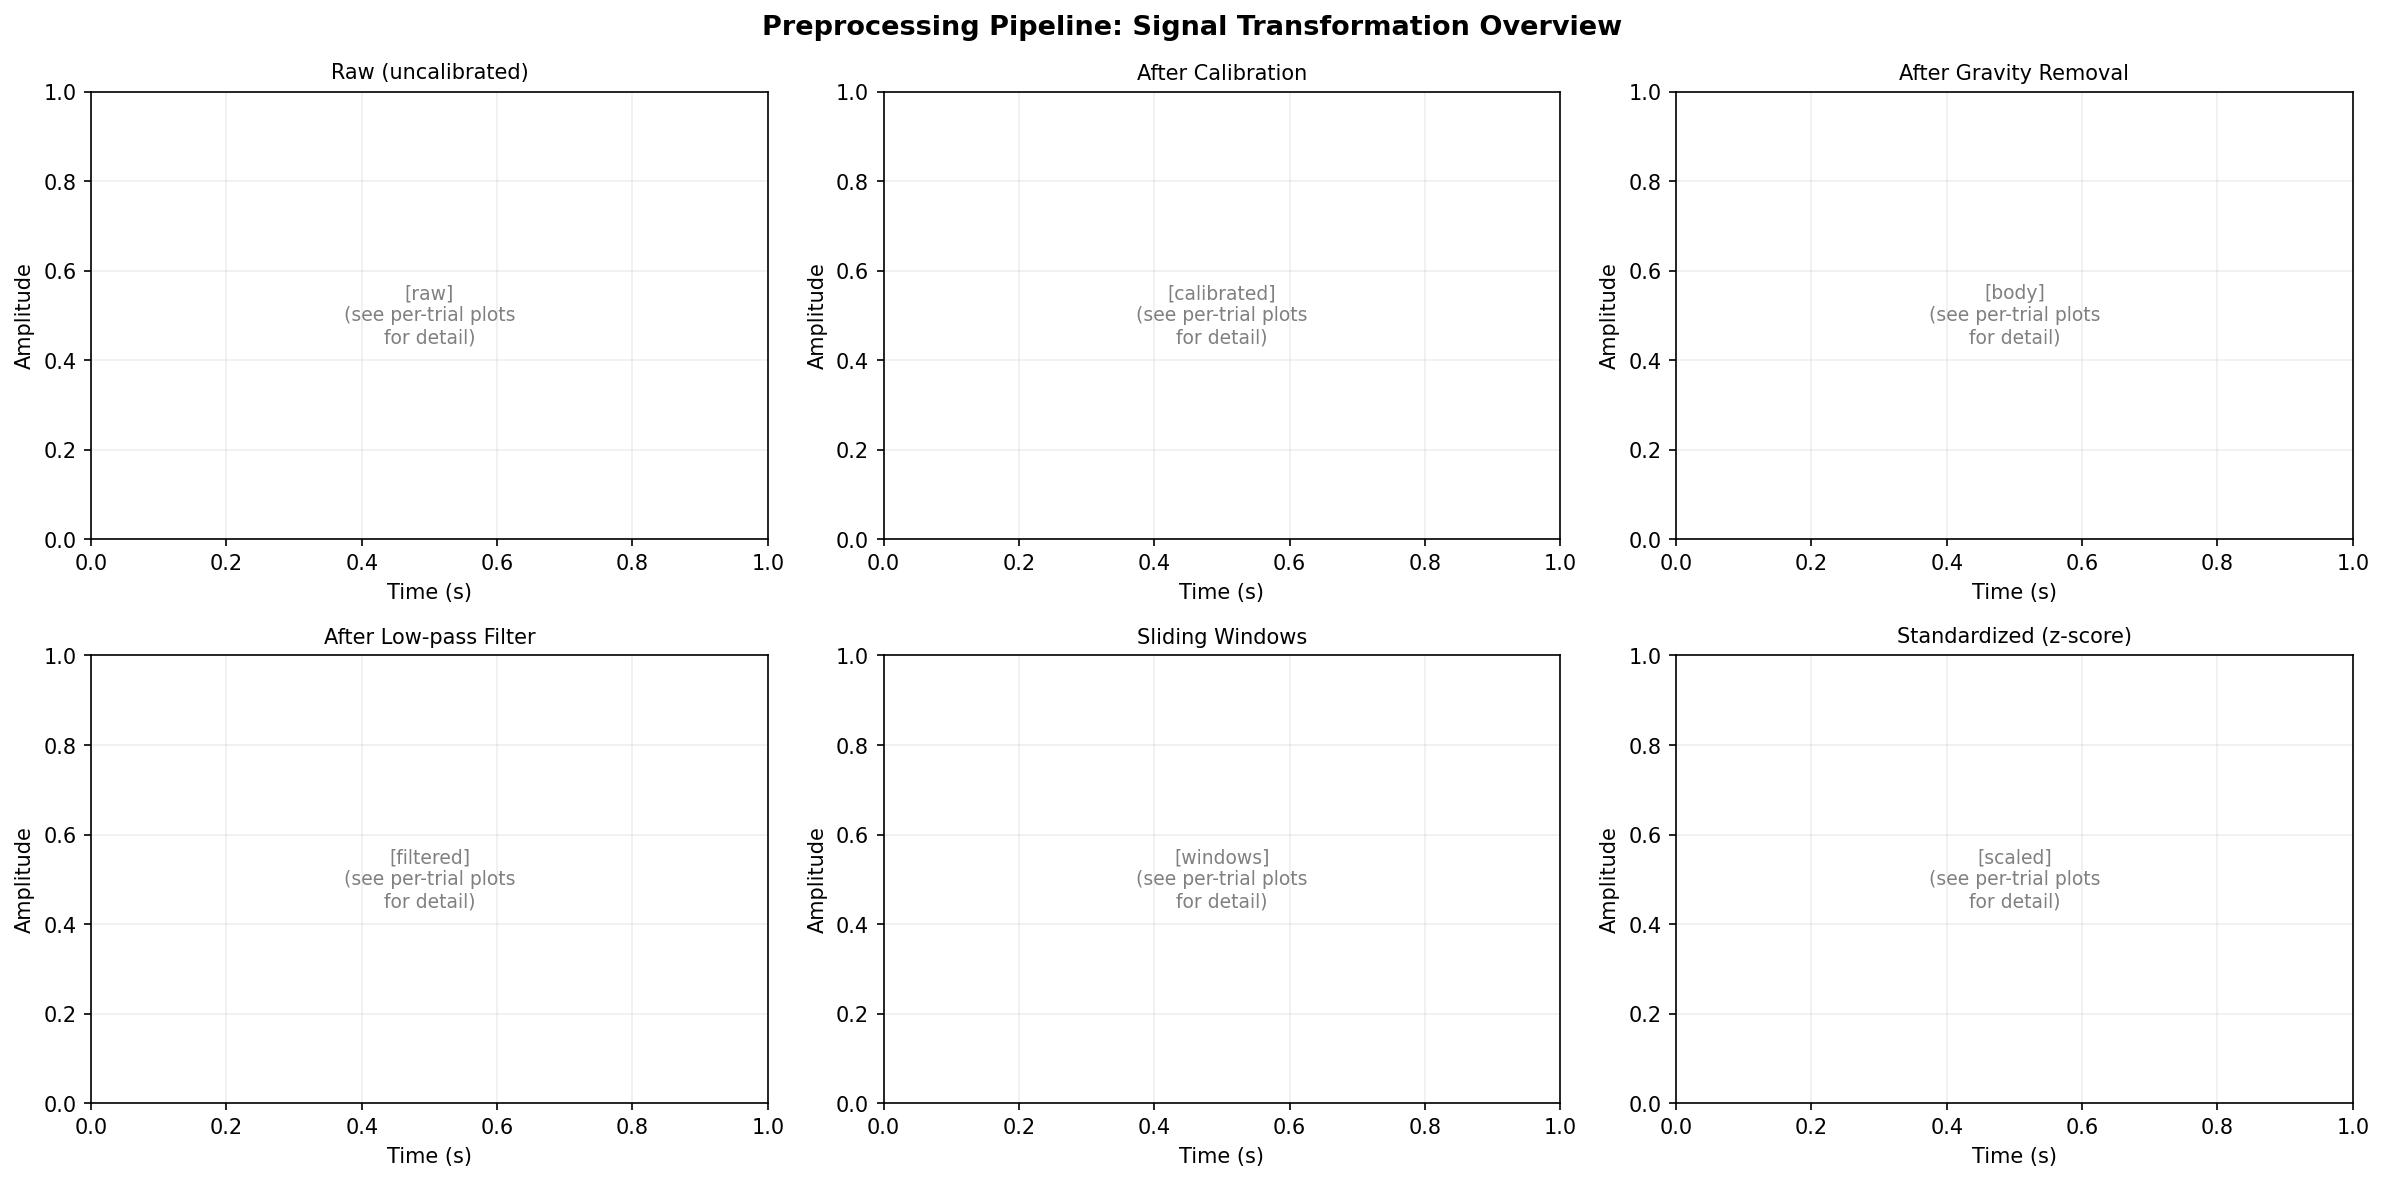 Preprocessing Pipeline: Signal Transformation Overview
Raw (uncalibrated)
1.0
0.8
0.6
0.4
0.2
0.0
Amplitude
[raw]
(see per-trial plots
for detail)
0.0 0.2 0.4 0.6 0.8 1.0
Time (s)
After Calibration
1.0
0.8
0.6
0.4
0.2
0.0
Amplitude
[calibrated]
(see per-trial plots
for detail)
0.0 0.2 0.4 0.6 0.8 1.0
Time (s)
After Gravity Removal
1.0
0.8
0.6
0.4
0.2
0.0
Amplitude
[body]
(see per-trial plots
for detail)
0.0 0.2 0.4 0.6 0.8 1.0
Time (s)
After Low-pass Filter
1.0
0.8
0.6
0.4
0.2
0.0
Amplitude
[filtered]
(see per-trial plots
for detail)
0.0 0.2 0.4 0.6 0.8 1.0
Time (s)
Sliding Windows
1.0
0.8
0.6
0.4
0.2
0.0
Amplitude
[windows]
(see per-trial plots
for detail)
0.0 0.2 0.4 0.6 0.8 1.0
Time (s)
Standardized (z-score)
1.0
0.8
0.6
0.4
0.2
0.0
Amplitude
[scaled]
(see per-trial plots
for detail)
0.0 0.2 0.4 0.6 0.8 1.0
Time (s)